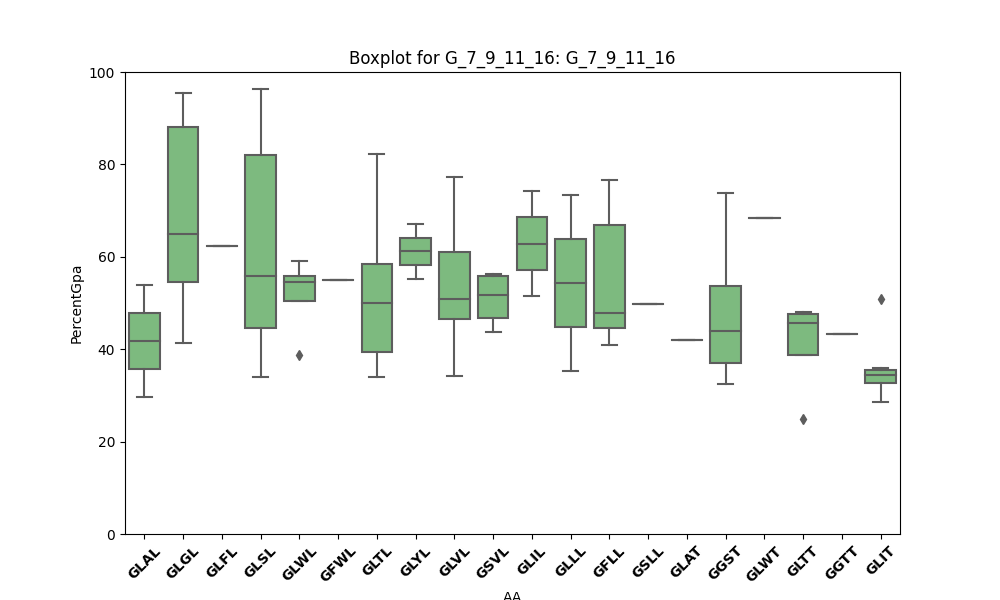 Boxplot for G_7_9_11_16: G_7_9_11_16
PercentGpa
100
80
60
40
20
0
GLAL
GLGL
GLFL
GLSL
GLWL
GFWL
GLTL
GLYL
GLVL
GSVL
GLIL
GLLL
GFLL
GSLL
GLAT
GGST
GLWT
GLTT
GGTT
GLIT
AA